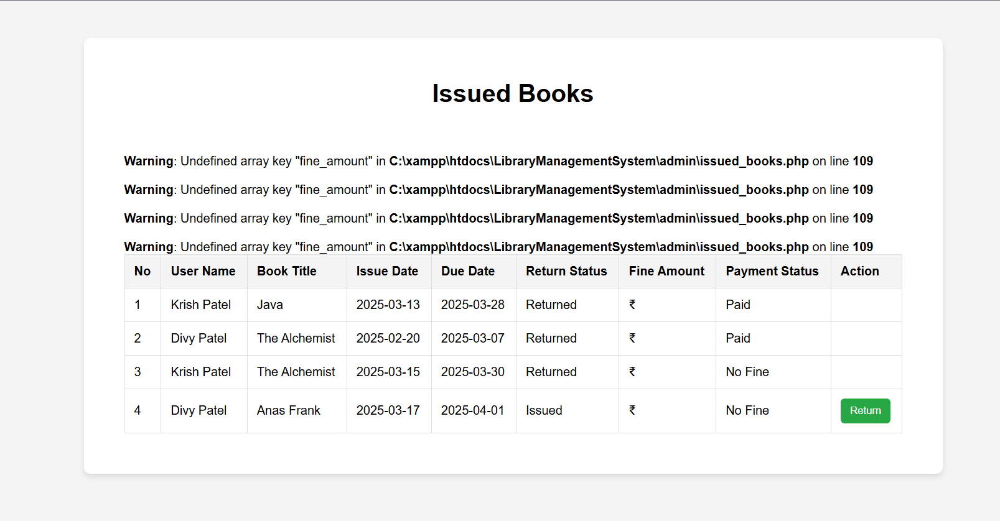 Issued Books
Warning: Undefined array key "fine_amount" in C:\xampp\htdocs\LibraryManagementSystem\admin\issued_books.php on line 109
Warning: Undefined array key "fine_amount" in C:\xampp\htdocs\LibraryManagementSystem\admin\issued_books.php on line 109
Warning: Undefined array key "fine_amount" in C:\xampp\htdocs\LibraryManagementSystem\admin\issued_books.php on line 109
Warning: Undefined array key "fine_amount" in C:\xampp\htdocs\LibraryManagementSystem\admin\issued_books.php on line 109
No User Name Book Title Issue Date Due Date Return Status Fine Amount Payment Status Action
1 Krish Patel Java 2025-03-13 2025-03-28 Returned ₹ Paid
2 Divy Patel The Alchemist 2025-02-20 2025-03-07 Returned ₹ Paid
3 Krish Patel The Alchemist 2025-03-15 2025-03-30 Returned ₹ No Fine
4 Divy Patel Anas Frank 2025-03-17 2025-04-01 Issued ₹ No Fine Return